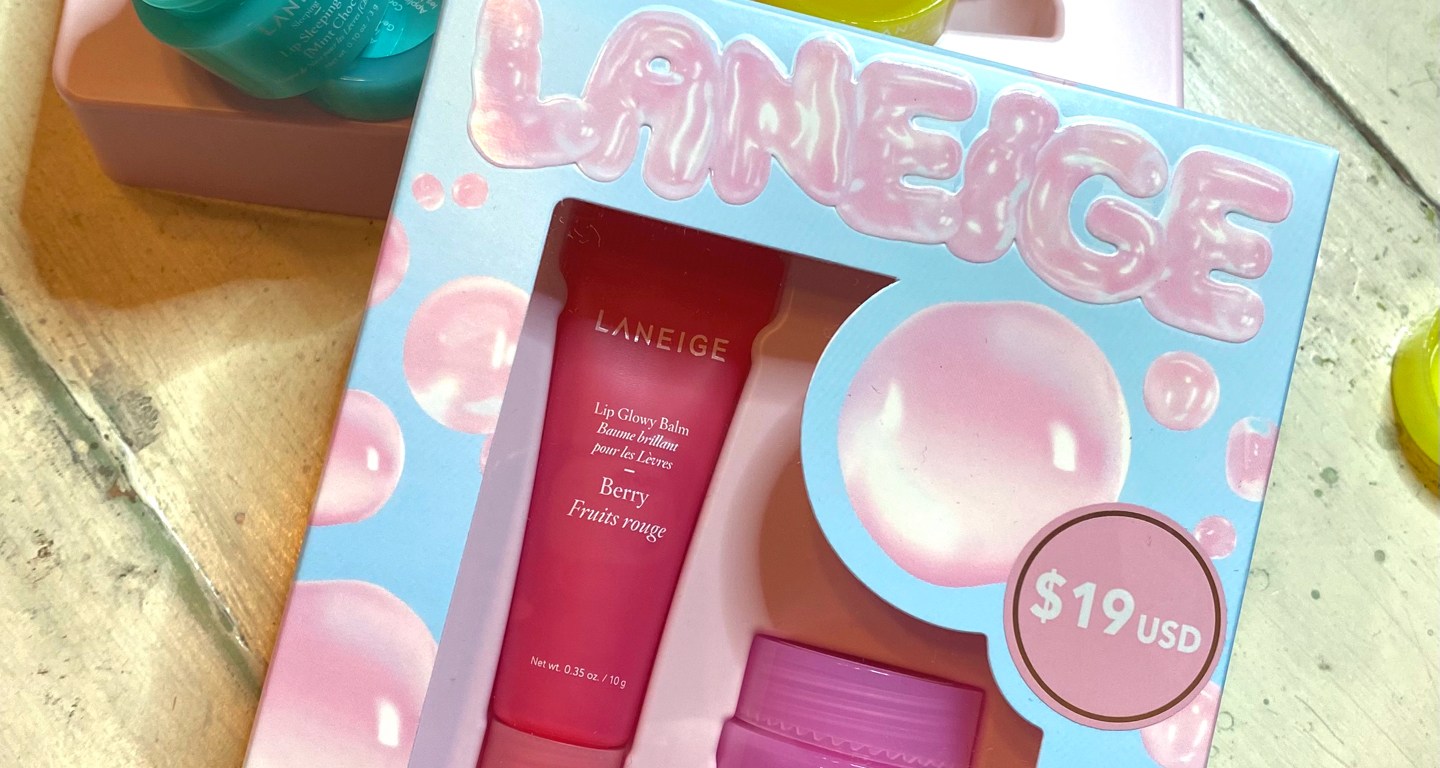 Lip Sleeping
(Mint Choc
LANEIGE
LANEIGE
Lip Glowy Balm
Baume brillant
pour les Lèvres
Berry
Fruits rouge
Net wt. 0.35 oz. / 10 g
$19 USD